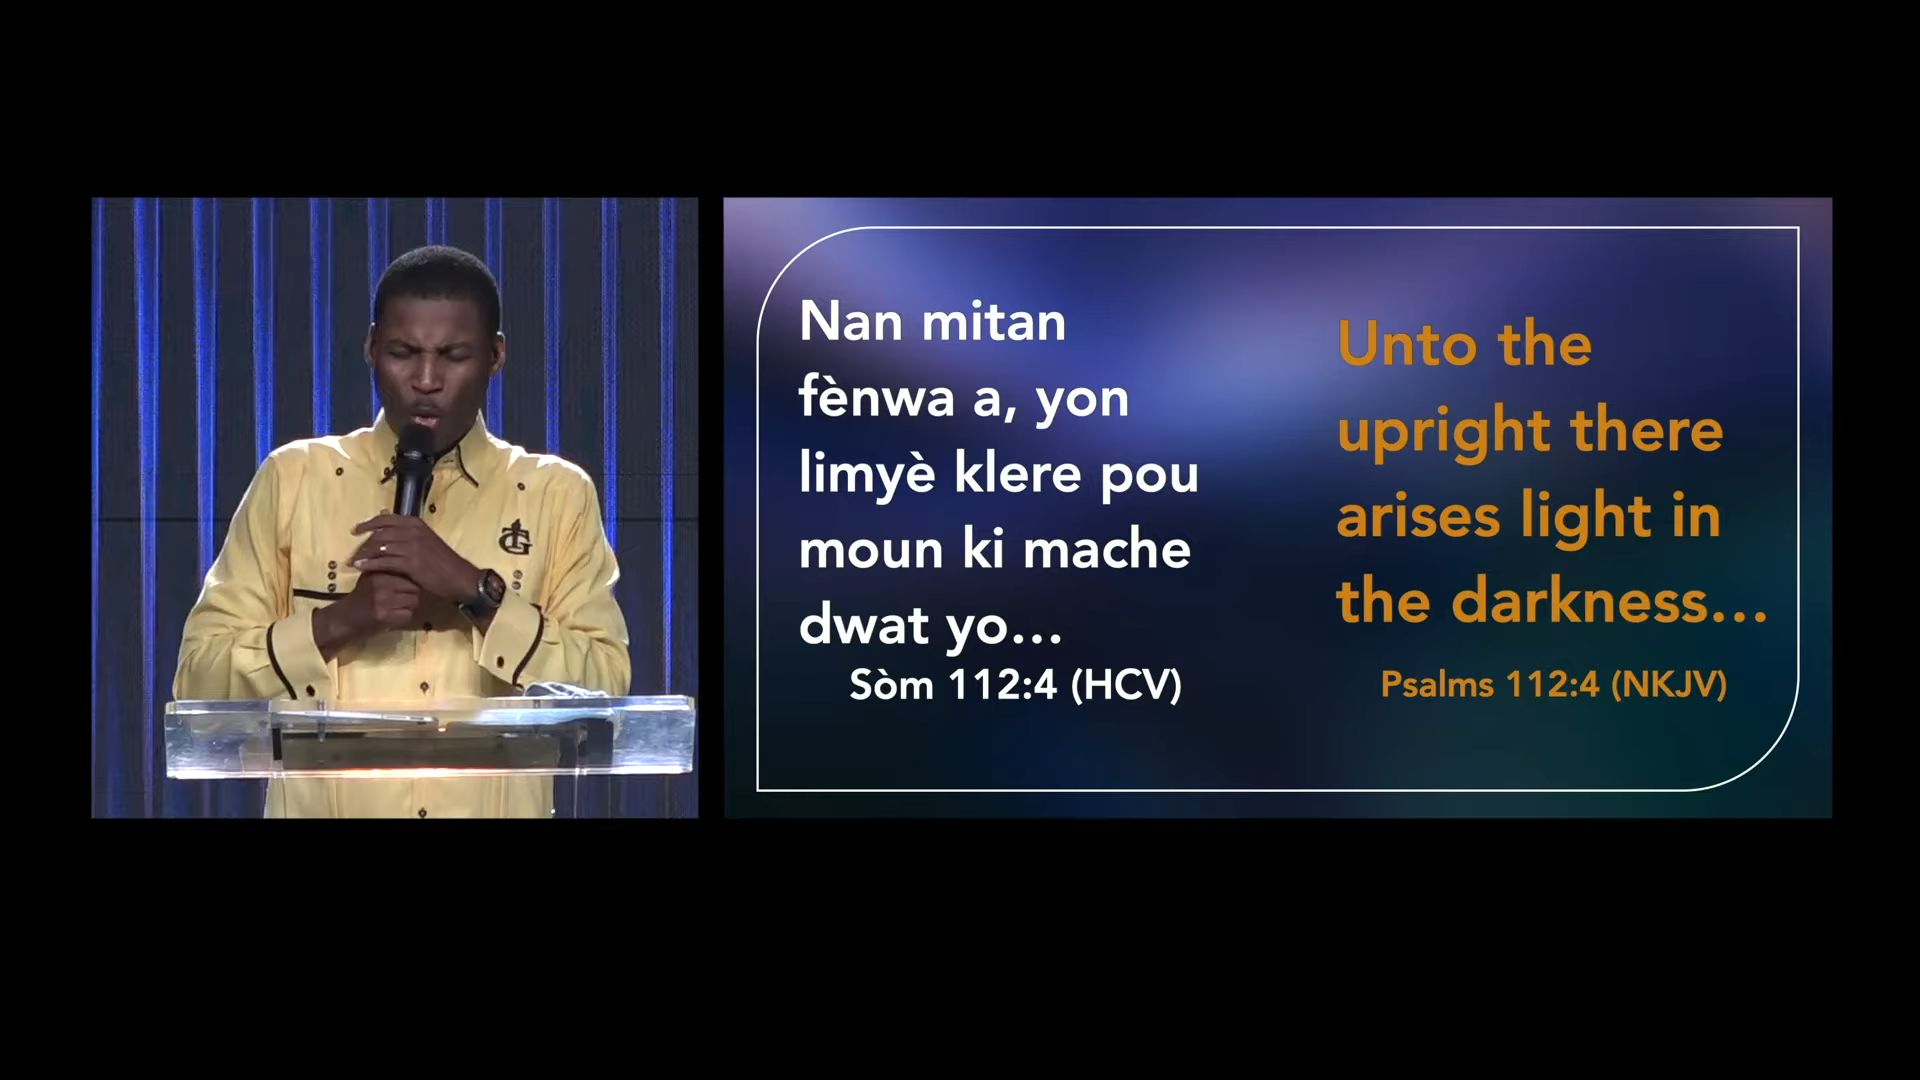 Nan mitan
fènwa a, yon
limyè klere pou
moun ki mache
dwat yo...
Sòm 112:4 (HCV)
Unto the
upright there
arises light in
the darkness...
Psalms 112:4 (NKJV)